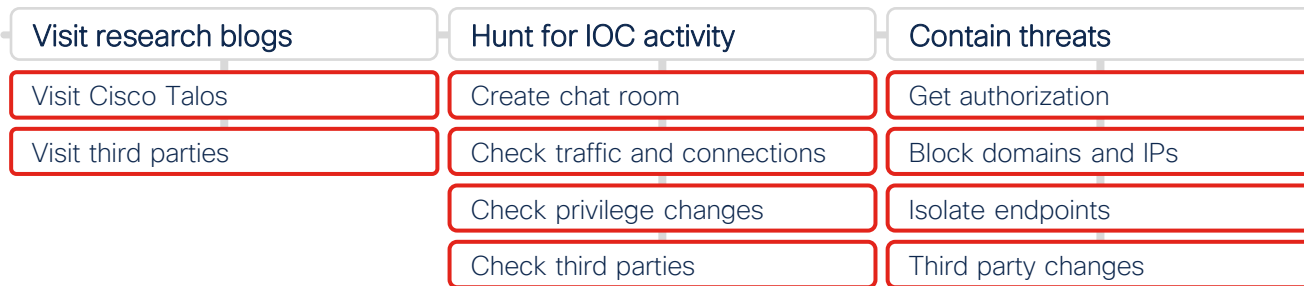 Visit research blogs
Visit Cisco Talos
Visit third parties
Hunt for IOC activity
Create chat room
Check traffic and connections
Check privilege changes
Check third parties
Contain threats
Get authorization
Block domains and IPs
Isolate endpoints
Third party changes